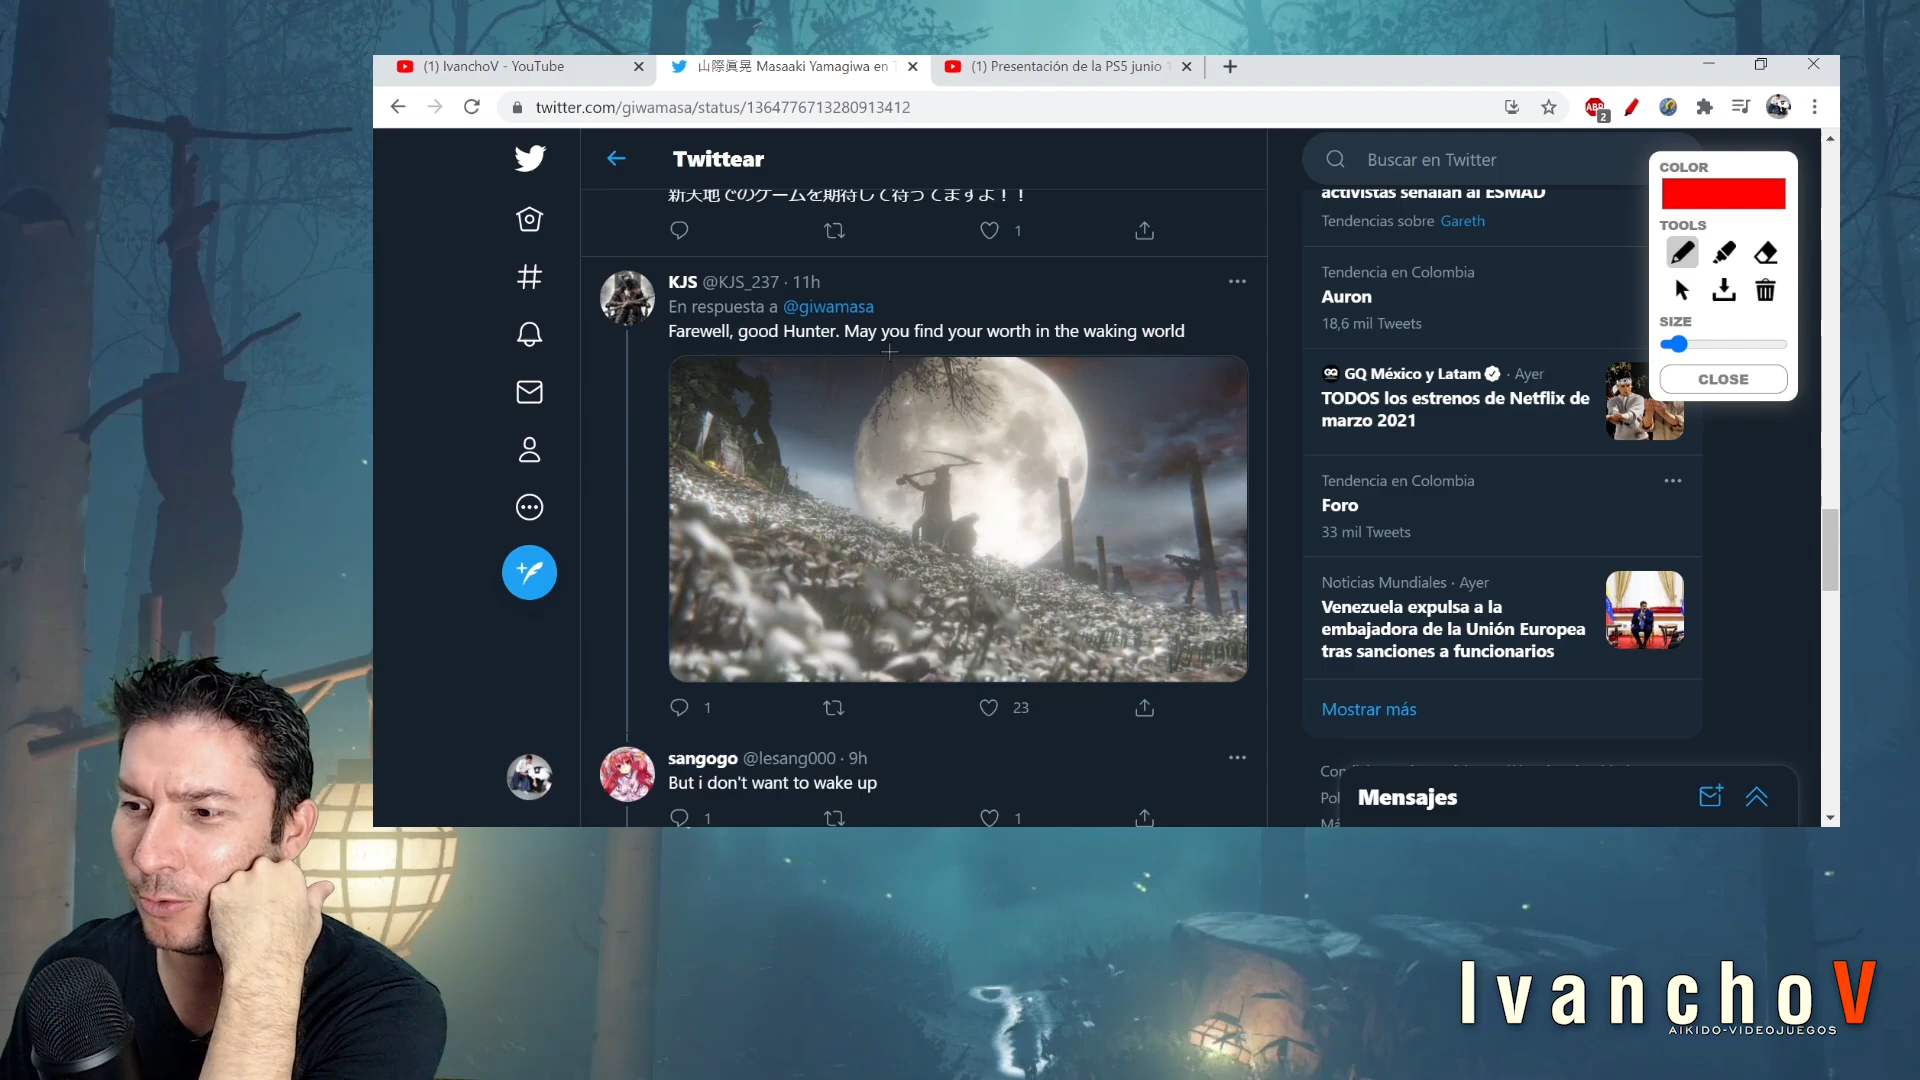 (1) IvanchoV - YouTube
山際眞晃 Masaaki Yamagiwa en
(1) Presentación de la PS5 junio
twitter.com/giwamasa/status/1364776713280913412
ABP
2
Twittear
新天地でのゲームを期待して待ってますよ！！
1
KJS @KJS_237 · 11h
En respuesta a @giwamasa
Farewell, good Hunter. May you find your worth in the waking world
1
23
sangogo @lesang000 · 9h
But i don't want to wake up
1
1
Buscar en Twitter
activistas señalan al ESMAD
Tendencias sobre Gareth
Tendencia en Colombia
Auron
18,6 mil Tweets
GQ México y Latam · Ayer
TODOS los estrenos de Netflix de
marzo 2021
Tendencia en Colombia
Foro
33 mil Tweets
Noticias Mundiales · Ayer
Venezuela expulsa a la
embajadora de la Unión Europea
tras sanciones a funcionarios
Mostrar más
Mensajes
COLOR
TOOLS
SIZE
CLOSE
IvanchoV
AIKIDO-VIDEOJUEGOS